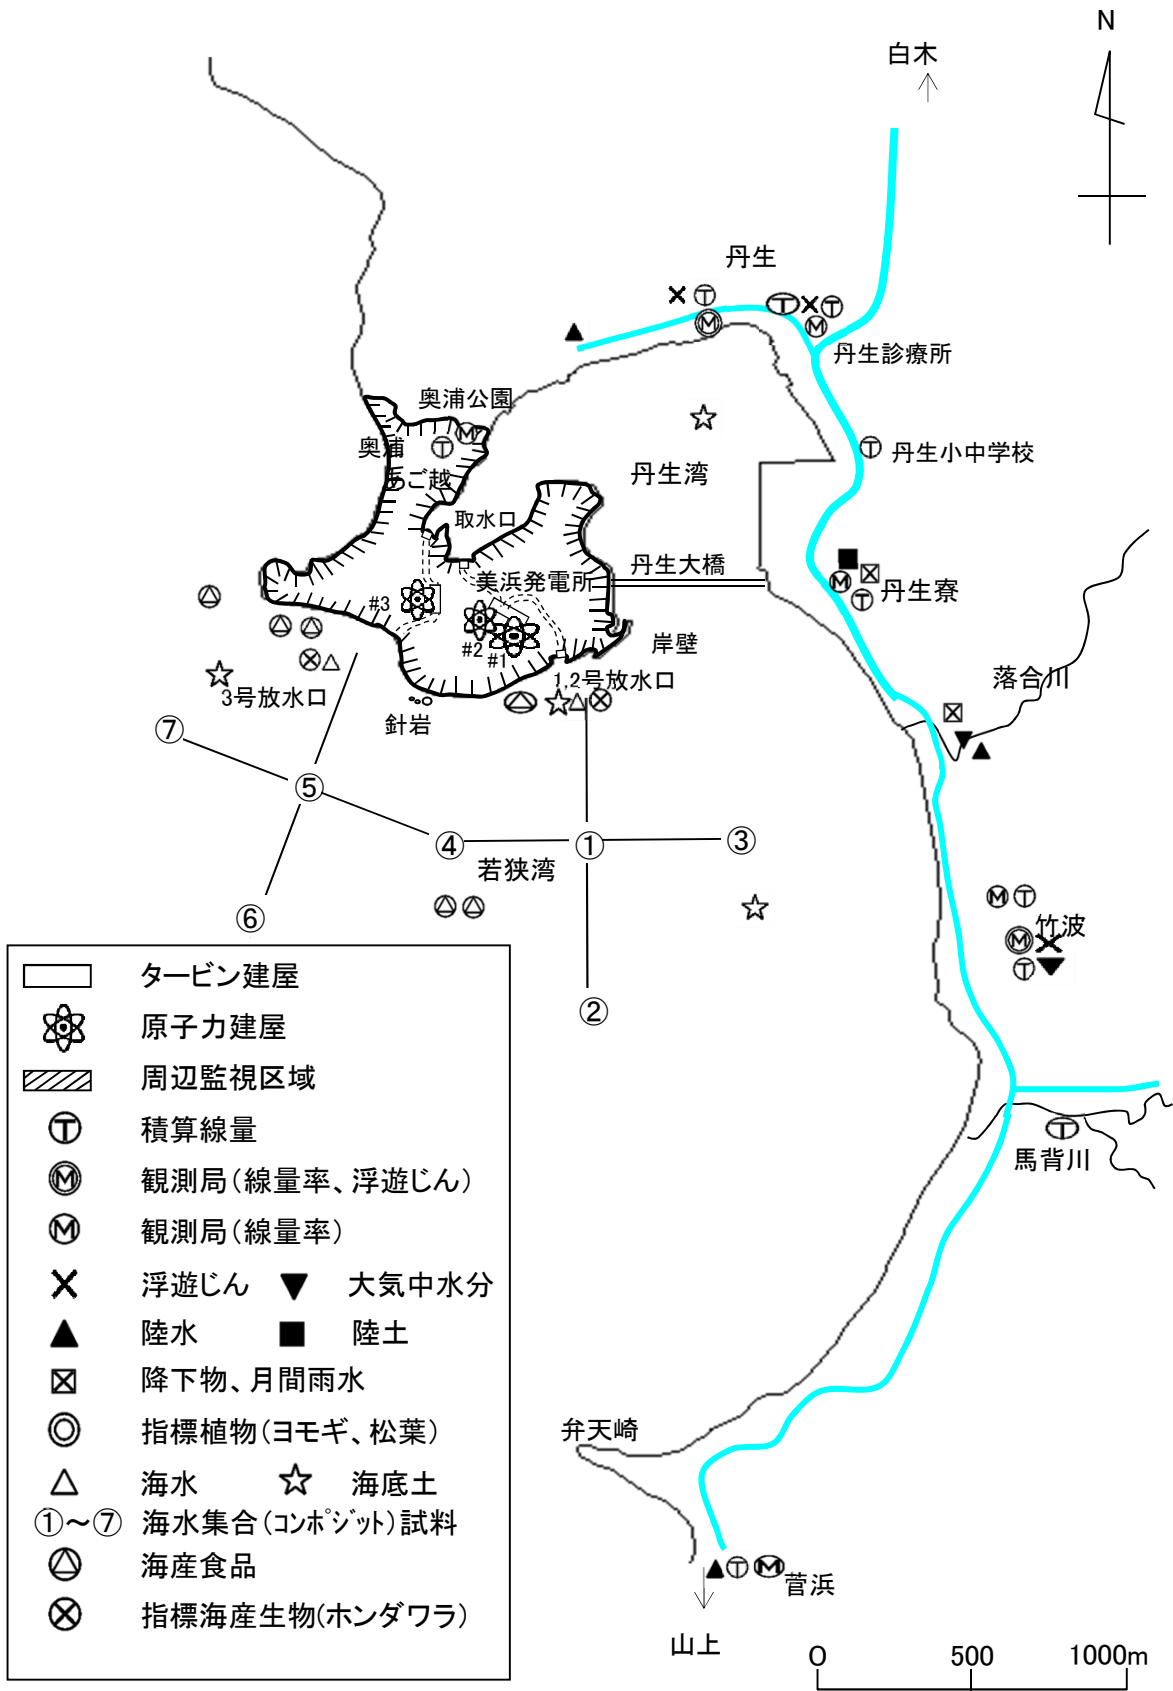 N
白木
丹生
T
T
T
M
M
丹生診療所
奥浦公園
M
奥浦
T
T
丹生小中学校
あご越
丹生湾
取水口
丹生大橋
美浜発電所
M
T
丹生寮
#3
#2
#1
岸壁
1,2号放水口
3号放水口
落合川
針岩
⑦
⑤
④
①
③
若狭湾
⑥
M
T
竹波
M
T
②
タービン建屋
原子力建屋
周辺監視区域
T 積算線量
M 観測局(線量率、浮遊じん)
M 観測局(線量率)
浮遊じん 大気中水分
陸水 陸土
降下物、月間雨水
指標植物(ヨモギ、松葉)
海水 海底土
①～⑦ 海水集合(ｺﾝﾎﾟｼﾞｯﾄ)試料
海産食品
指標海産生物(ホンダワラ)
T
馬背川
弁天崎
T
M
菅浜
山上
O 500 1000m